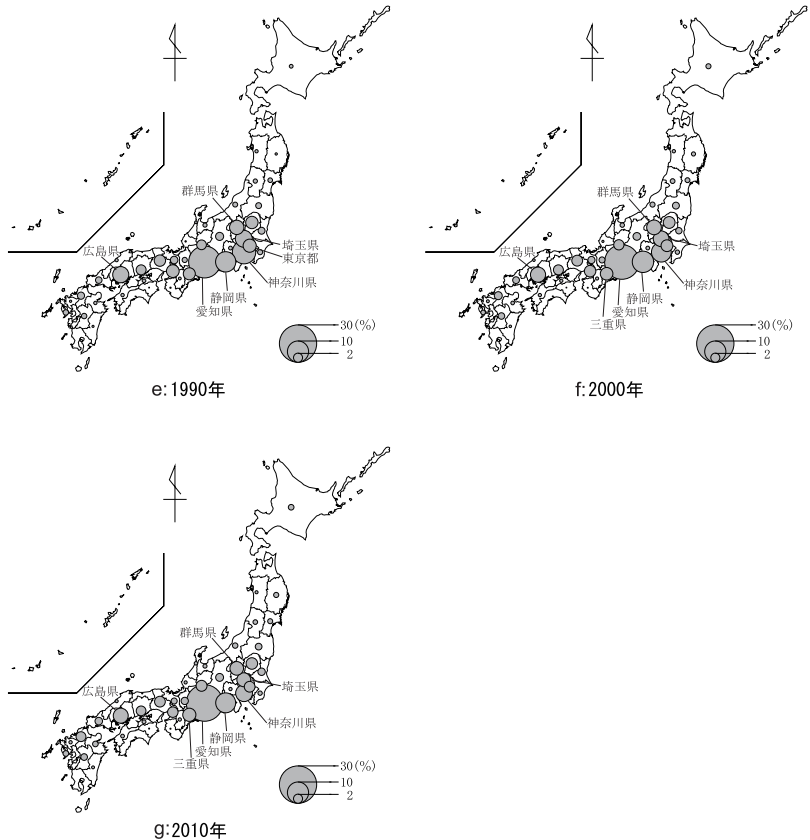 群馬県
広島県
埼玉県
東京都
神奈川県
静岡県
愛知県
30(%)
10
2
e:1990年
群馬県
広島県
埼玉県
神奈川県
静岡県
愛知県
三重県
30(%)
10
2
f:2000年
群馬県
広島県
埼玉県
神奈川県
静岡県
愛知県
三重県
30(%)
10
2
g:2010年